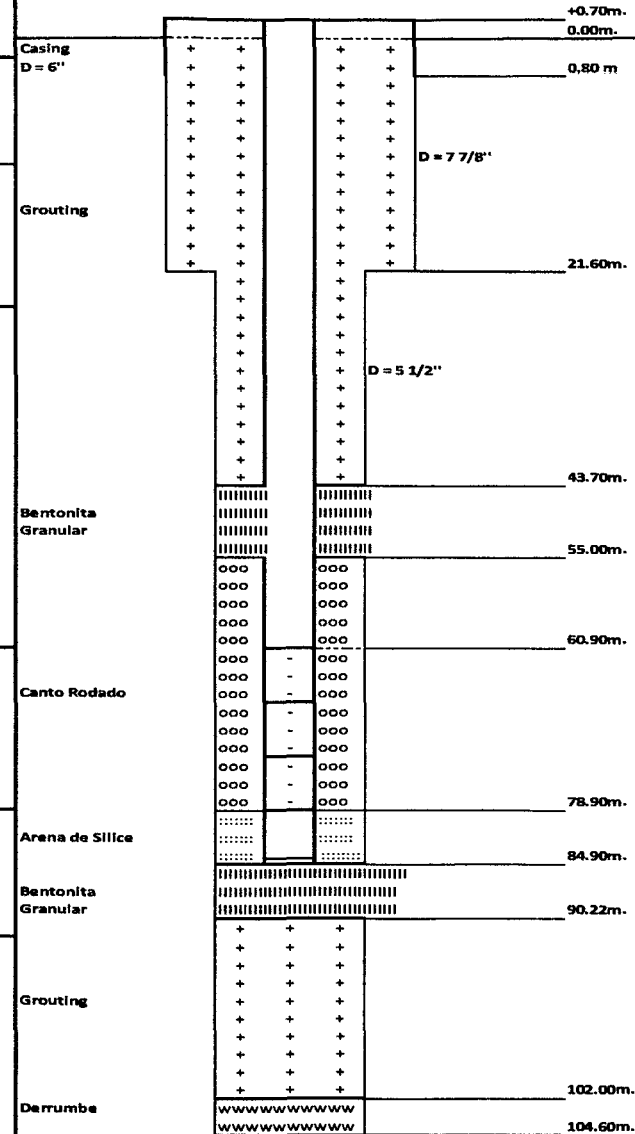 +0.70m.
0.00m.
Casing
D = 6"
0,80 m
D = 7 7/8"
Grouting
21.60m.
D = 5 1/2"
43.70m.
Bentonita
Granular
55.00m.
60.90m.
Canto Rodado
78.90m.
Arena de Silice
84.90m.
Bentonita
Granular
90.22m.
Grouting
102.00m.
Derrumbe
104.60m.